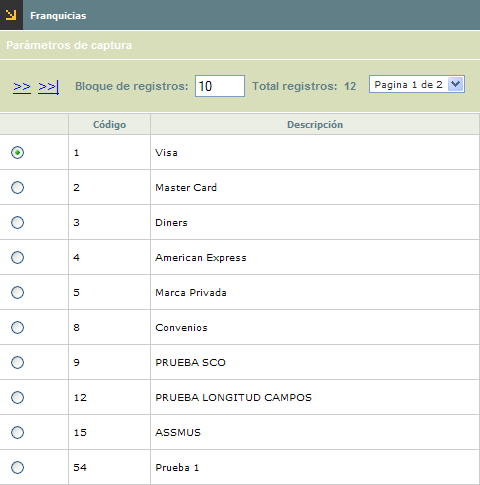 Franquicias
Parámetros de captura
>> >>| Bloque de registros: 10 Total registros: 12 Pagina 1 de 2
Código Descripción
1 Visa
2 Master Card
3 Diners
4 American Express
5 Marca Privada
8 Convenios
9 PRUEBA SCO
12 PRUEBA LONGITUD CAMPOS
15 ASSMUS
54 Prueba 1